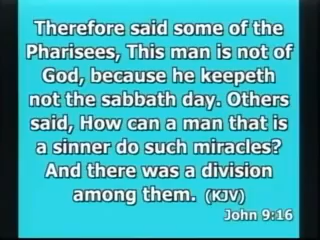 Therefore said some of the
Pharisees, This man is not of
God, because he keepeth
not the sabbath day. Others
said, How can a man that is
a sinner do such miracles?
And there was a division
among them. (KJV)
John 9:16